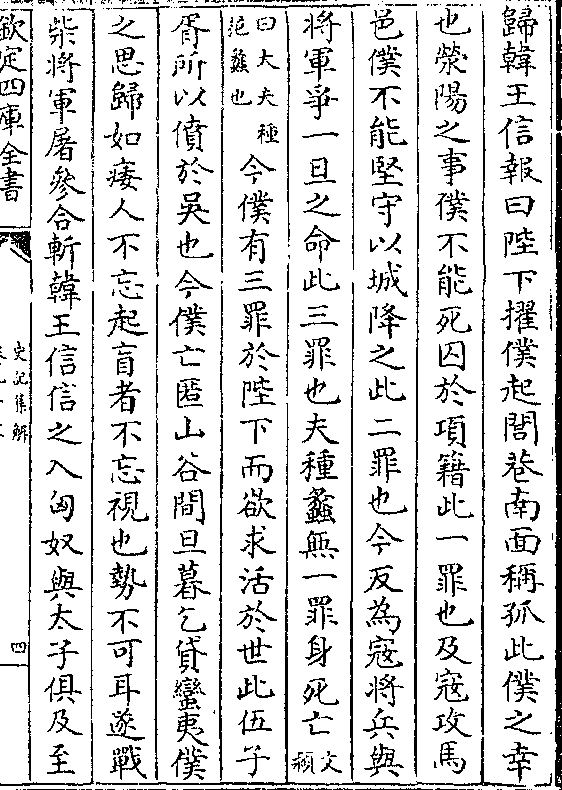 歸韓王信報曰陛下擢僕起閭巷南面稱孤此僕之幸
也滎陽之事僕不能死囚於項籍此一罪也及寇攻馬
邑僕不能堅守以城降之此二罪也今反為寇將兵與
將軍爭一旦之命此三罪也夫種蠡無一罪身死亡文穎
曰大夫種范蠡也今僕有三罪於陛下而欲求活於世此伍子
胥所以僨於吳也今僕亡匿山谷間旦暮乞貸蠻夷僕
之思歸如痿人不忘起盲者不忘視也勢不可耳遂戰
柴將軍屠參合斬韓王信信之入匈奴與太子俱及至
欽定四庫全書
史記集解
四